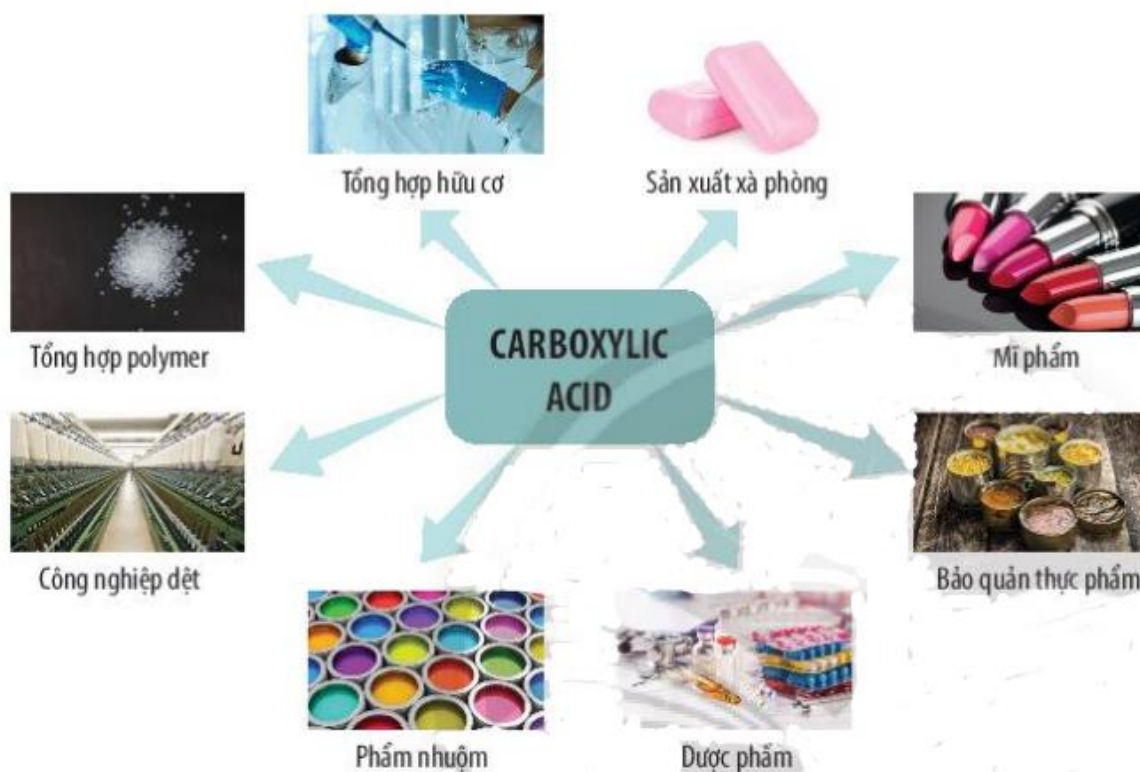 Tổng hợp hữu cơ
Sản xuất xà phòng
Tổng hợp polymer
CARBOXYLIC
ACID
Mĩ phẩm
Công nghiệp dệt
Bảo quản thực phẩm
Phẩm nhuộm
Dược phẩm